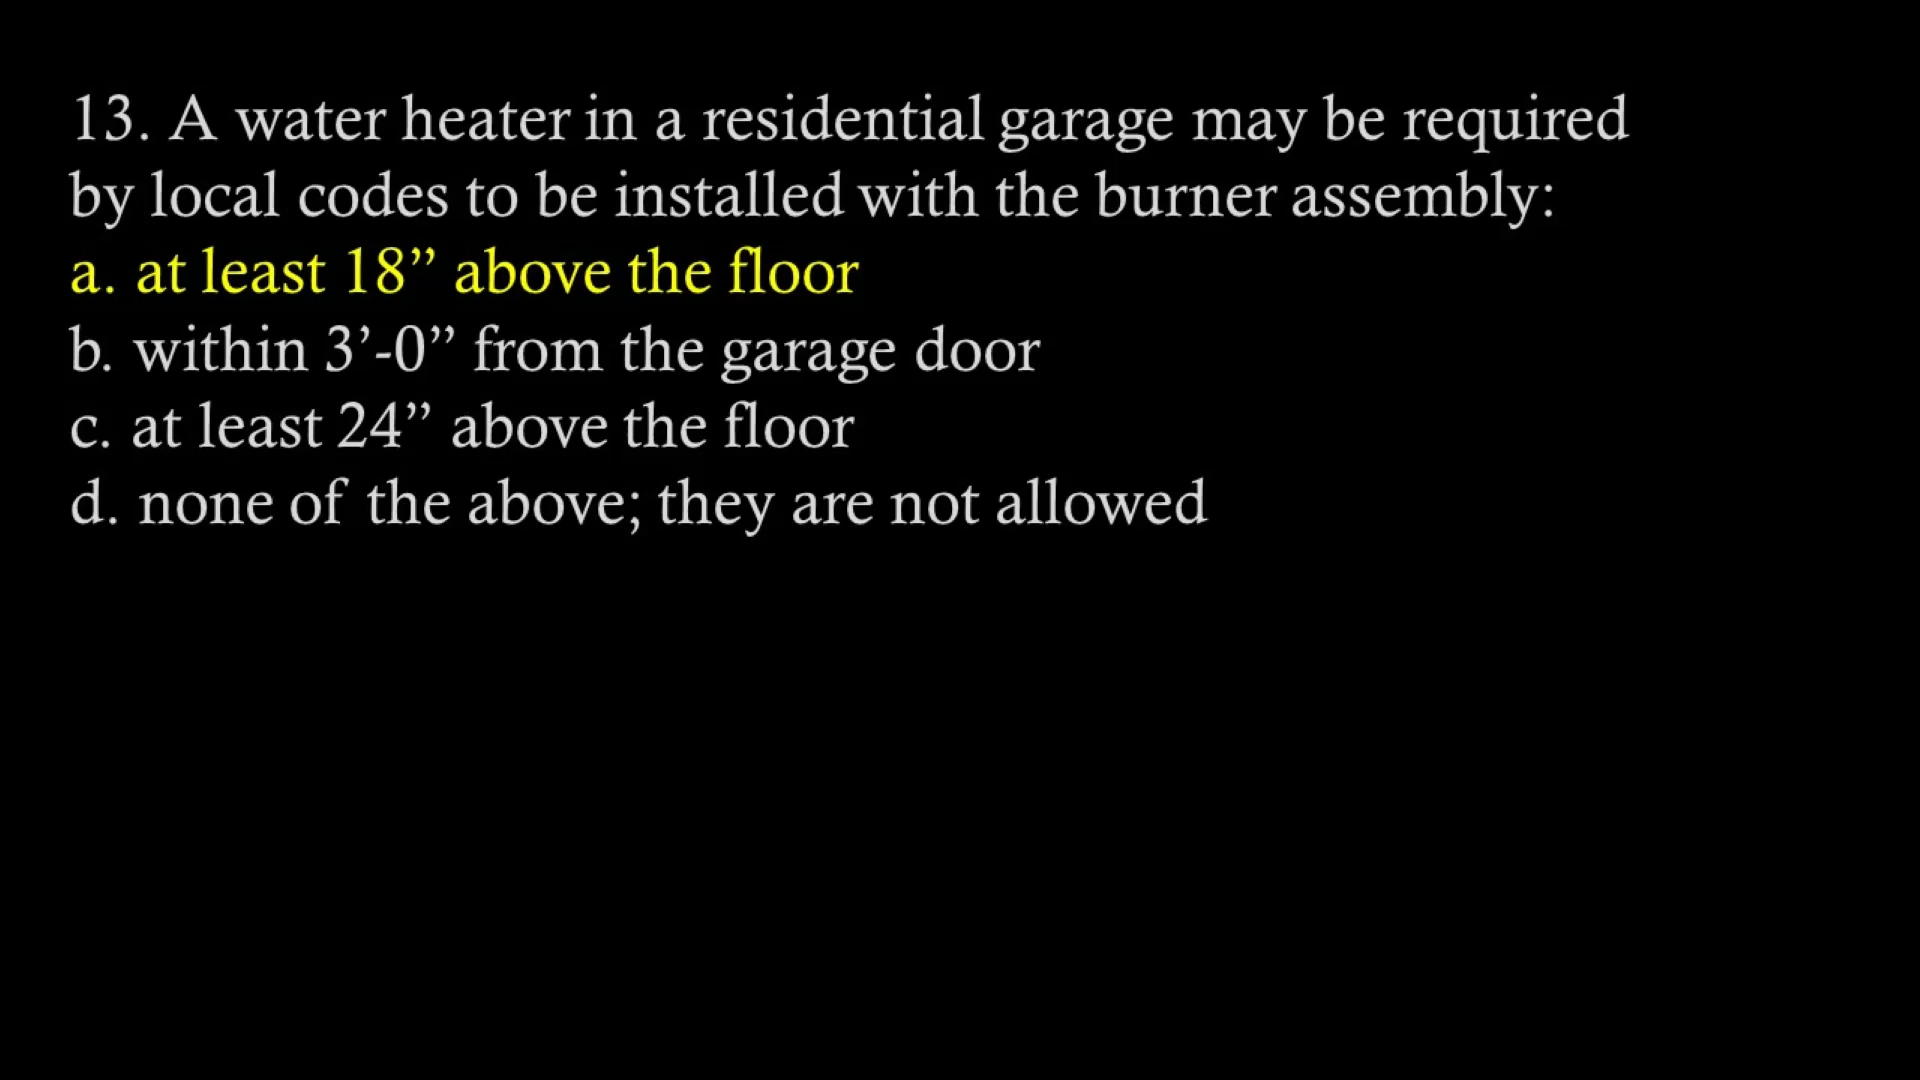 13. A water heater in a residential garage may be required
by local codes to be installed with the burner assembly:
a. at least 18” above the floor
b. within 3’-0” from the garage door
c. at least 24” above the floor
d. none of the above; they are not allowed